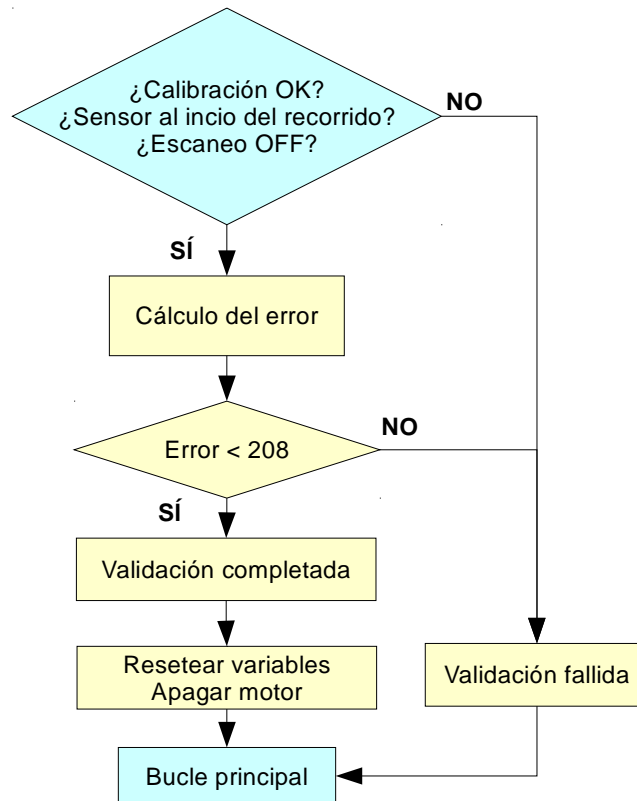 ¿Calibración OK?
¿Sensor al incio del recorrido?
¿Escaneo OFF?
NO
SÍ
Cálculo del error
Error < 208
NO
SÍ
Validación completada
Resetear variables
Apagar motor
Validación fallida
Bucle principal